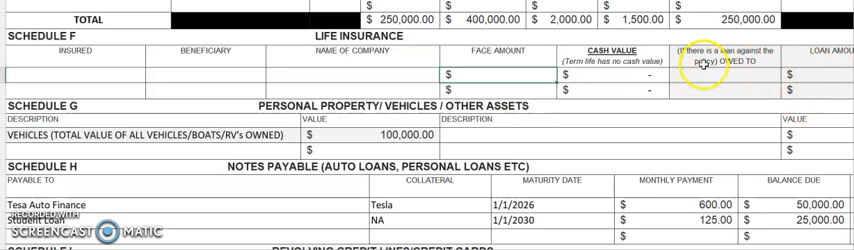 $
$
TOTAL $ 250,000.00 $ 400,000.00 $ 2,000.00 $ 1,500.00 $ 250,000.00
SCHEDULE F LIFE INSURANCE
INSURED BENEFICIARY NAME OF COMPANY FACE AMOUNT CASH VALUE (If there is a loan against the LOAN AMOU
(Term life has no cash value) policy) OWED TO
$ $ - $
$ $ - $
SCHEDULE G PERSONAL PROPERTY/ VEHICLES / OTHER ASSETS
DESCRIPTION VALUE DESCRIPTION VALUE
VEHICLES (TOTAL VALUE OF ALL VEHICLES/BOATS/RV's OWNED) $ 100,000.00 $
$ $
SCHEDULE H NOTES PAYABLE (AUTO LOANS, PERSONAL LOANS ETC)
PAYABLE TO COLLATERAL MATURITY DATE MONTHLY PAYMENT BALANCE DUE
Tesa Auto Finance Tesla 1/1/2026 $ 600.00 $ 50,000.00
RECORDED WITH
Student Loan NA 1/1/2030 $ 125.00 $ 25,000.00
SCREENCAST MATIC
$ $
REVOLVING CREDIT LINES/CREDIT CARDS